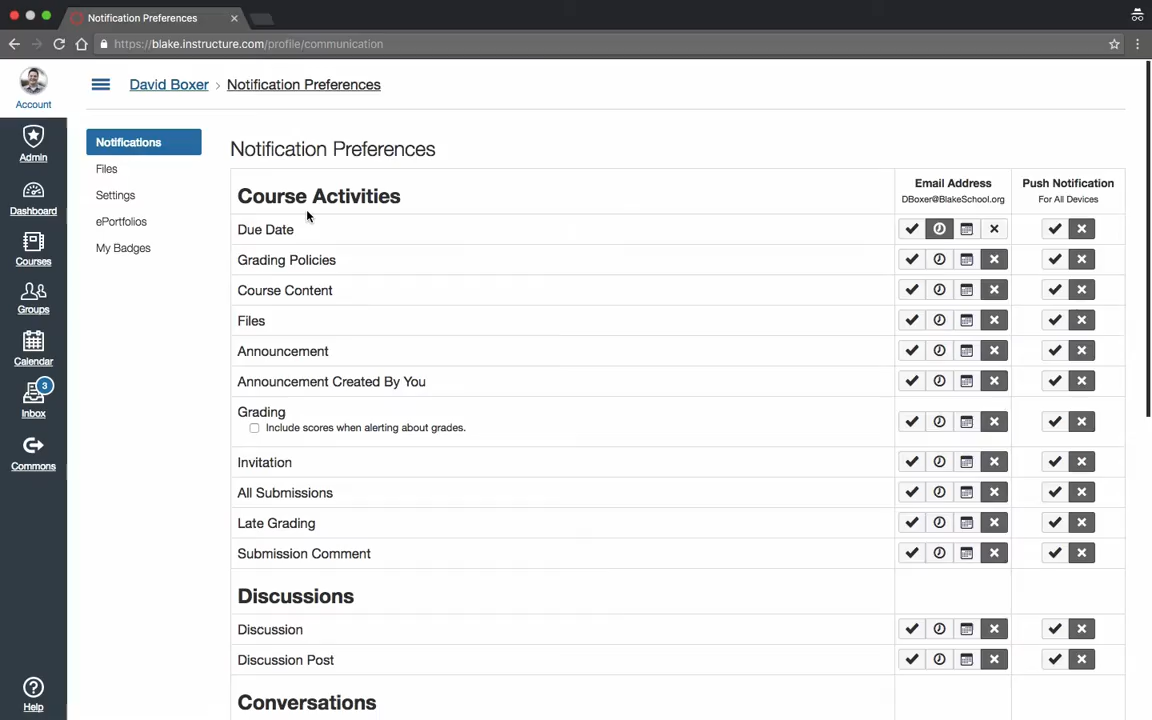 Notification Preferences
https://blake.instructure.com/profile/communication
Account
David Boxer > Notification Preferences
Admin
Dashboard
Courses
Groups
Calendar
3
Inbox
Commons
Help
Notifications
Files
Settings
ePortfolios
My Badges
Notification Preferences
Course Activities
Email Address
DBoxer@BlakeSchool.org
Push Notification
For All Devices
Due Date
Grading Policies
Course Content
Files
Announcement
Announcement Created By You
Grading
Include scores when alerting about grades.
Invitation
All Submissions
Late Grading
Submission Comment
Discussions
Discussion
Discussion Post
Conversations